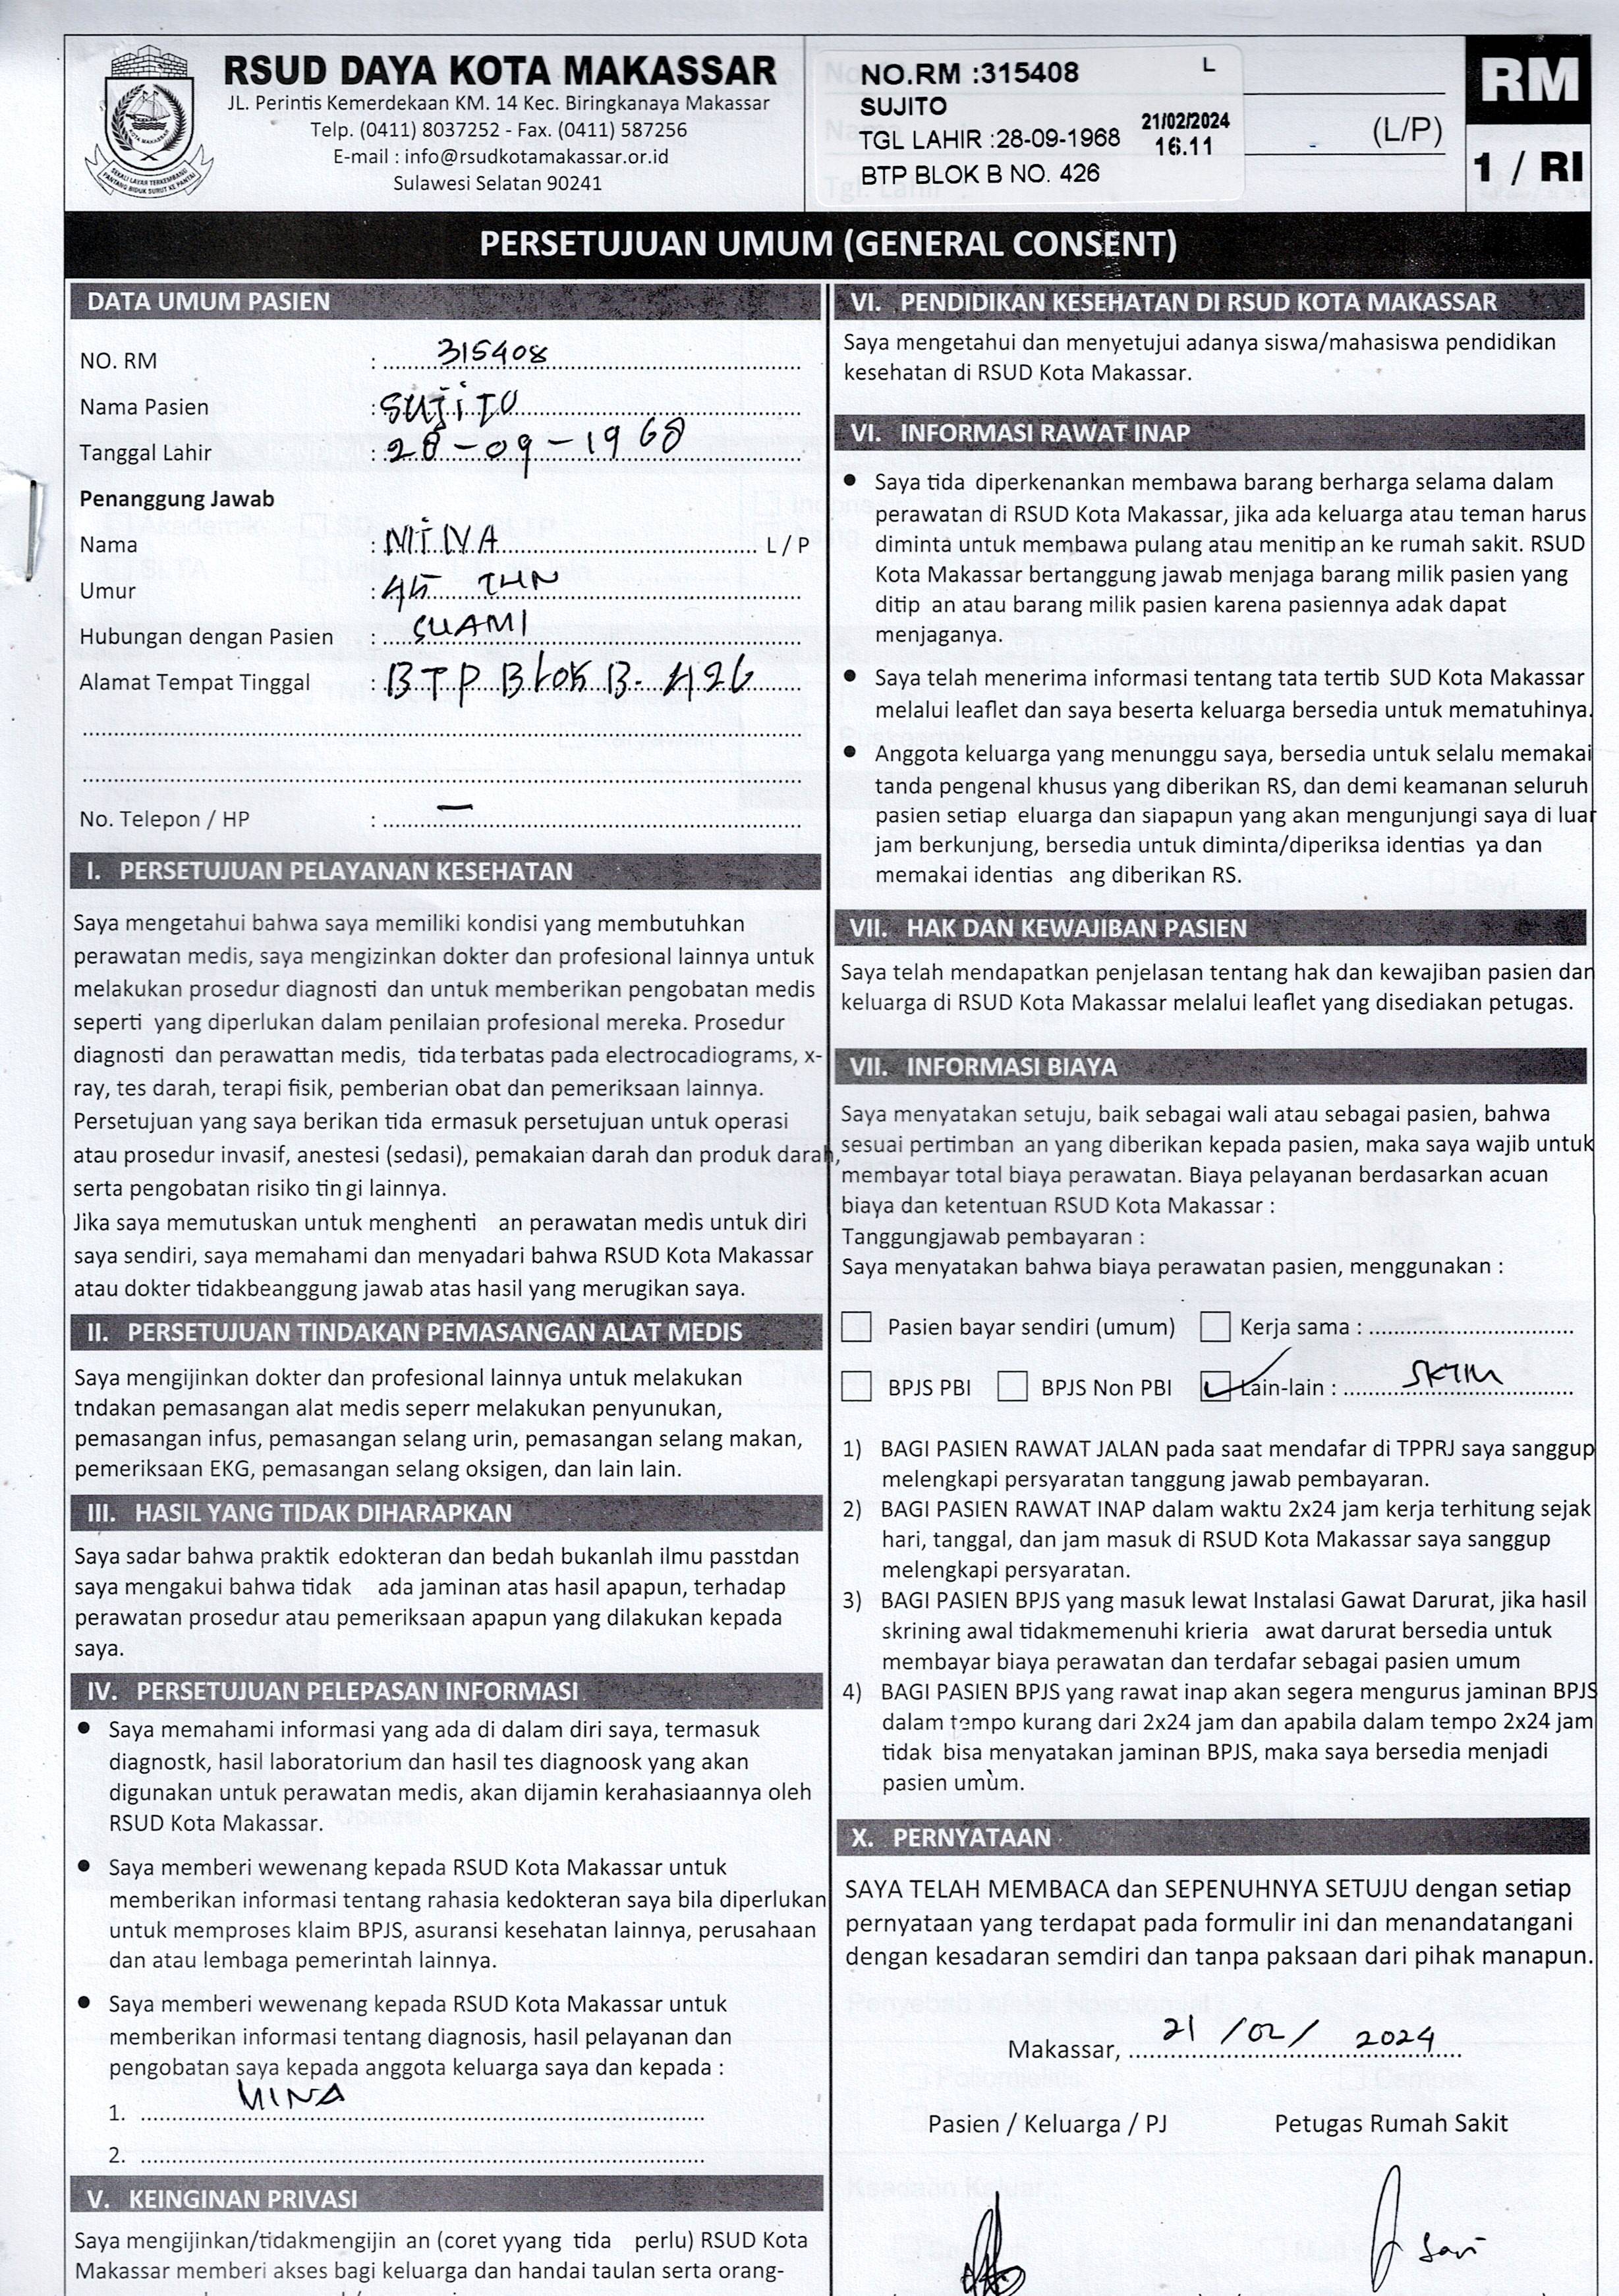 RSUD DAYA KOTA MAKASSAR
JL. Perintis Kemerdekaan KM. 14 Kec. Biringkanaya Makassar
Telp. (0411) 8037252 - Fax. (0411) 587256
E-mail : info@rsudkotamakassar.or.id
Sulawesi Selatan 90241
NO.RM :315408 L
SUJITO
TGL LAHIR :28-09-1968
21/02/2024
16.11
BTP BLOK B NO. 426
(L/P)
RM
1 / RI
PERSETUJUAN UMUM (GENERAL CONSENT)
DATA UMUM PASIEN
NO. RM : 315408
Nama Pasien : SUJITO
Tanggal Lahir : 28-09-1968
Penanggung Jawab
Nama : NINA L / P
Umur : 45 THN
Hubungan dengan Pasien : SUAMI
Alamat Tempat Tinggal : BTP Blok B. 426
No. Telepon / HP : –
I. PERSETUJUAN PELAYANAN KESEHATAN
Saya mengetahui bahwa saya memiliki kondisi yang membutuhkan
perawatan medis, saya mengizinkan dokter dan profesional lainnya untuk
melakukan prosedur diagnosti dan untuk memberikan pengobatan medis
seperti yang diperlukan dalam penilaian profesional mereka. Prosedur
diagnosti dan perawattan medis, tida terbatas pada electrocadiograms, x-
ray, tes darah, terapi fisik, pemberian obat dan pemeriksaan lainnya.
Persetujuan yang saya berikan tida ermasuk persetujuan untuk operasi
atau prosedur invasif, anestesi (sedasi), pemakaian darah dan produk darah,
serta pengobatan risiko tin gi lainnya.
Jika saya memutuskan untuk menghenti an perawatan medis untuk diri
saya sendiri, saya memahami dan menyadari bahwa RSUD Kota Makassar
atau dokter tidakbeanggung jawab atas hasil yang merugikan saya.
II. PERSETUJUAN TINDAKAN PEMASANGAN ALAT MEDIS
Saya mengijinkan dokter dan profesional lainnya untuk melakukan
tndakan pemasangan alat medis seperr melakukan penyunukan,
pemasangan infus, pemasangan selang urin, pemasangan selang makan,
pemeriksaan EKG, pemasangan selang oksigen, dan lain lain.
III. HASIL YANG TIDAK DIHARAPKAN
Saya sadar bahwa praktik edokteran dan bedah bukanlah ilmu passtdan
saya mengakui bahwa tidak ada jaminan atas hasil apapun, terhadap
perawatan prosedur atau pemeriksaan apapun yang dilakukan kepada
saya.
IV. PERSETUJUAN PELEPASAN INFORMASI
● Saya memahami informasi yang ada di dalam diri saya, termasuk
diagnostk, hasil laboratorium dan hasil tes diagnoosk yang akan
digunakan untuk perawatan medis, akan dijamin kerahasiaannya oleh
RSUD Kota Makassar.
● Saya memberi wewenang kepada RSUD Kota Makassar untuk
memberikan informasi tentang rahasia kedokteran saya bila diperlukan
untuk memproses klaim BPJS, asuransi kesehatan lainnya, perusahaan
dan atau lembaga pemerintah lainnya.
● Saya memberi wewenang kepada RSUD Kota Makassar untuk
memberikan informasi tentang diagnosis, hasil pelayanan dan
pengobatan saya kepada anggota keluarga saya dan kepada :
1. NINA
2.
V. KEINGINAN PRIVASI
Saya mengijinkan/tidakmengijin an (coret yyang tida perlu) RSUD Kota
Makassar memberi akses bagi keluarga dan handai taulan serta orang-
VI. PENDIDIKAN KESEHATAN DI RSUD KOTA MAKASSAR
Saya mengetahui dan menyetujui adanya siswa/mahasiswa pendidikan
kesehatan di RSUD Kota Makassar.
VI. INFORMASI RAWAT INAP
● Saya tida diperkenankan membawa barang berharga selama dalam
perawatan di RSUD Kota Makassar, jika ada keluarga atau teman harus
diminta untuk membawa pulang atau menitip an ke rumah sakit. RSUD
Kota Makassar bertanggung jawab menjaga barang milik pasien yang
ditip an atau barang milik pasien karena pasiennya adak dapat
menjaganya.
● Saya telah menerima informasi tentang tata tertib SUD Kota Makassar
melalui leaflet dan saya beserta keluarga bersedia untuk mematuhinya.
● Anggota keluarga yang menunggu saya, bersedia untuk selalu memakai
tanda pengenal khusus yang diberikan RS, dan demi keamanan seluruh
pasien setiap eluarga dan siapapun yang akan mengunjungi saya di luar
jam berkunjung, bersedia untuk diminta/diperiksa identias ya dan
memakai identias ang diberikan RS.
VII. HAK DAN KEWAJIBAN PASIEN
Saya telah mendapatkan penjelasan tentang hak dan kewajiban pasien dan
keluarga di RSUD Kota Makassar melalui leaflet yang disediakan petugas.
VII. INFORMASI BIAYA
Saya menyatakan setuju, baik sebagai wali atau sebagai pasien, bahwa
sesuai pertimban an yang diberikan kepada pasien, maka saya wajib untuk
membayar total biaya perawatan. Biaya pelayanan berdasarkan acuan
biaya dan ketentuan RSUD Kota Makassar :
Tanggungjawab pembayaran :
Saya menyatakan bahwa biaya perawatan pasien, menggunakan :
Pasien bayar sendiri (umum) Kerja sama :
BPJS PBI BPJS Non PBI Lain-lain : SKTM
1) BAGI PASIEN RAWAT JALAN pada saat mendafar di TPPRJ saya sanggup
melengkapi persyaratan tanggung jawab pembayaran.
2) BAGI PASIEN RAWAT INAP dalam waktu 2x24 jam kerja terhitung sejak
hari, tanggal, dan jam masuk di RSUD Kota Makassar saya sanggup
melengkapi persyaratan.
3) BAGI PASIEN BPJS yang masuk lewat Instalasi Gawat Darurat, jika hasil
skrining awal tidakmemenuhi krieria awat darurat bersedia untuk
membayar biaya perawatan dan terdafar sebagai pasien umum
4) BAGI PASIEN BPJS yang rawat inap akan segera mengurus jaminan BPJS
dalam tempo kurang dari 2x24 jam dan apabila dalam tempo 2x24 jam
tidak bisa menyatakan jaminan BPJS, maka saya bersedia menjadi
pasien umum.
X. PERNYATAAN
SAYA TELAH MEMBACA dan SEPENUHNYA SETUJU dengan setiap
pernyataan yang terdapat pada formulir ini dan menandatangani
dengan kesadaran semdiri dan tanpa paksaan dari pihak manapun.
Makassar, 21/02/2024
Pasien / Keluarga / PJ Petugas Rumah Sakit
Sari